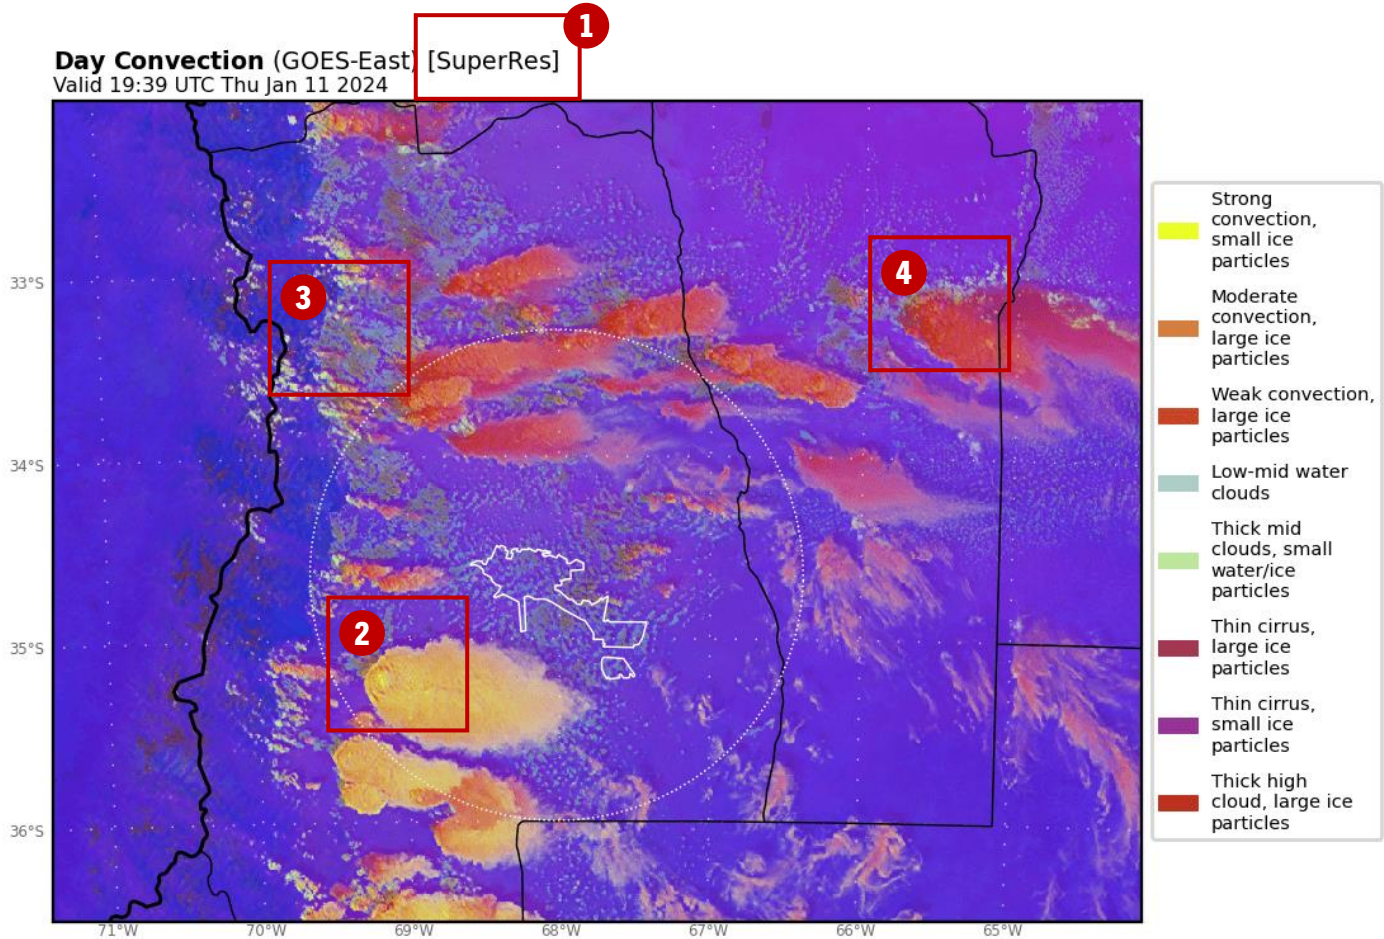 1
Day Convection (GOES-East) [SuperRes]
Valid 19:39 UTC Thu Jan 11 2024
33°S
34°S
35°S
36°S
71°W
70°W
69°W
68°W
67°W
66°W
65°W
3
4
2
Strong
convection,
small ice
particles
Moderate
convection,
large ice
particles
Weak convection,
large ice
particles
Low-mid water
clouds
Thick mid
clouds, small
water/ice
particles
Thin cirrus,
large ice
particles
Thin cirrus,
small ice
particles
Thick high
cloud, large ice
particles